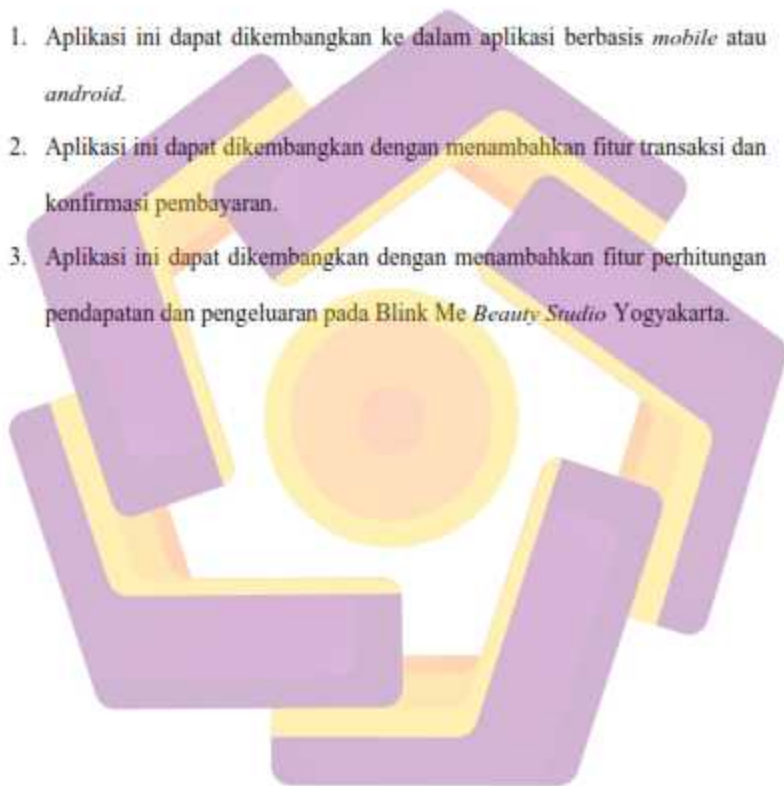 1. Aplikasi ini dapat dikembangkan ke dalam aplikasi berbasis mobile atau
android.
2. Aplikasi ini dapat dikembangkan dengan menambahkan fitur transaksi dan
konfirmasi pembayaran.
3. Aplikasi ini dapat dikembangkan dengan menambahkan fitur perhitungan
pendapatan dan pengeluaran pada Blink Me Beauty Studio Yogyakarta.